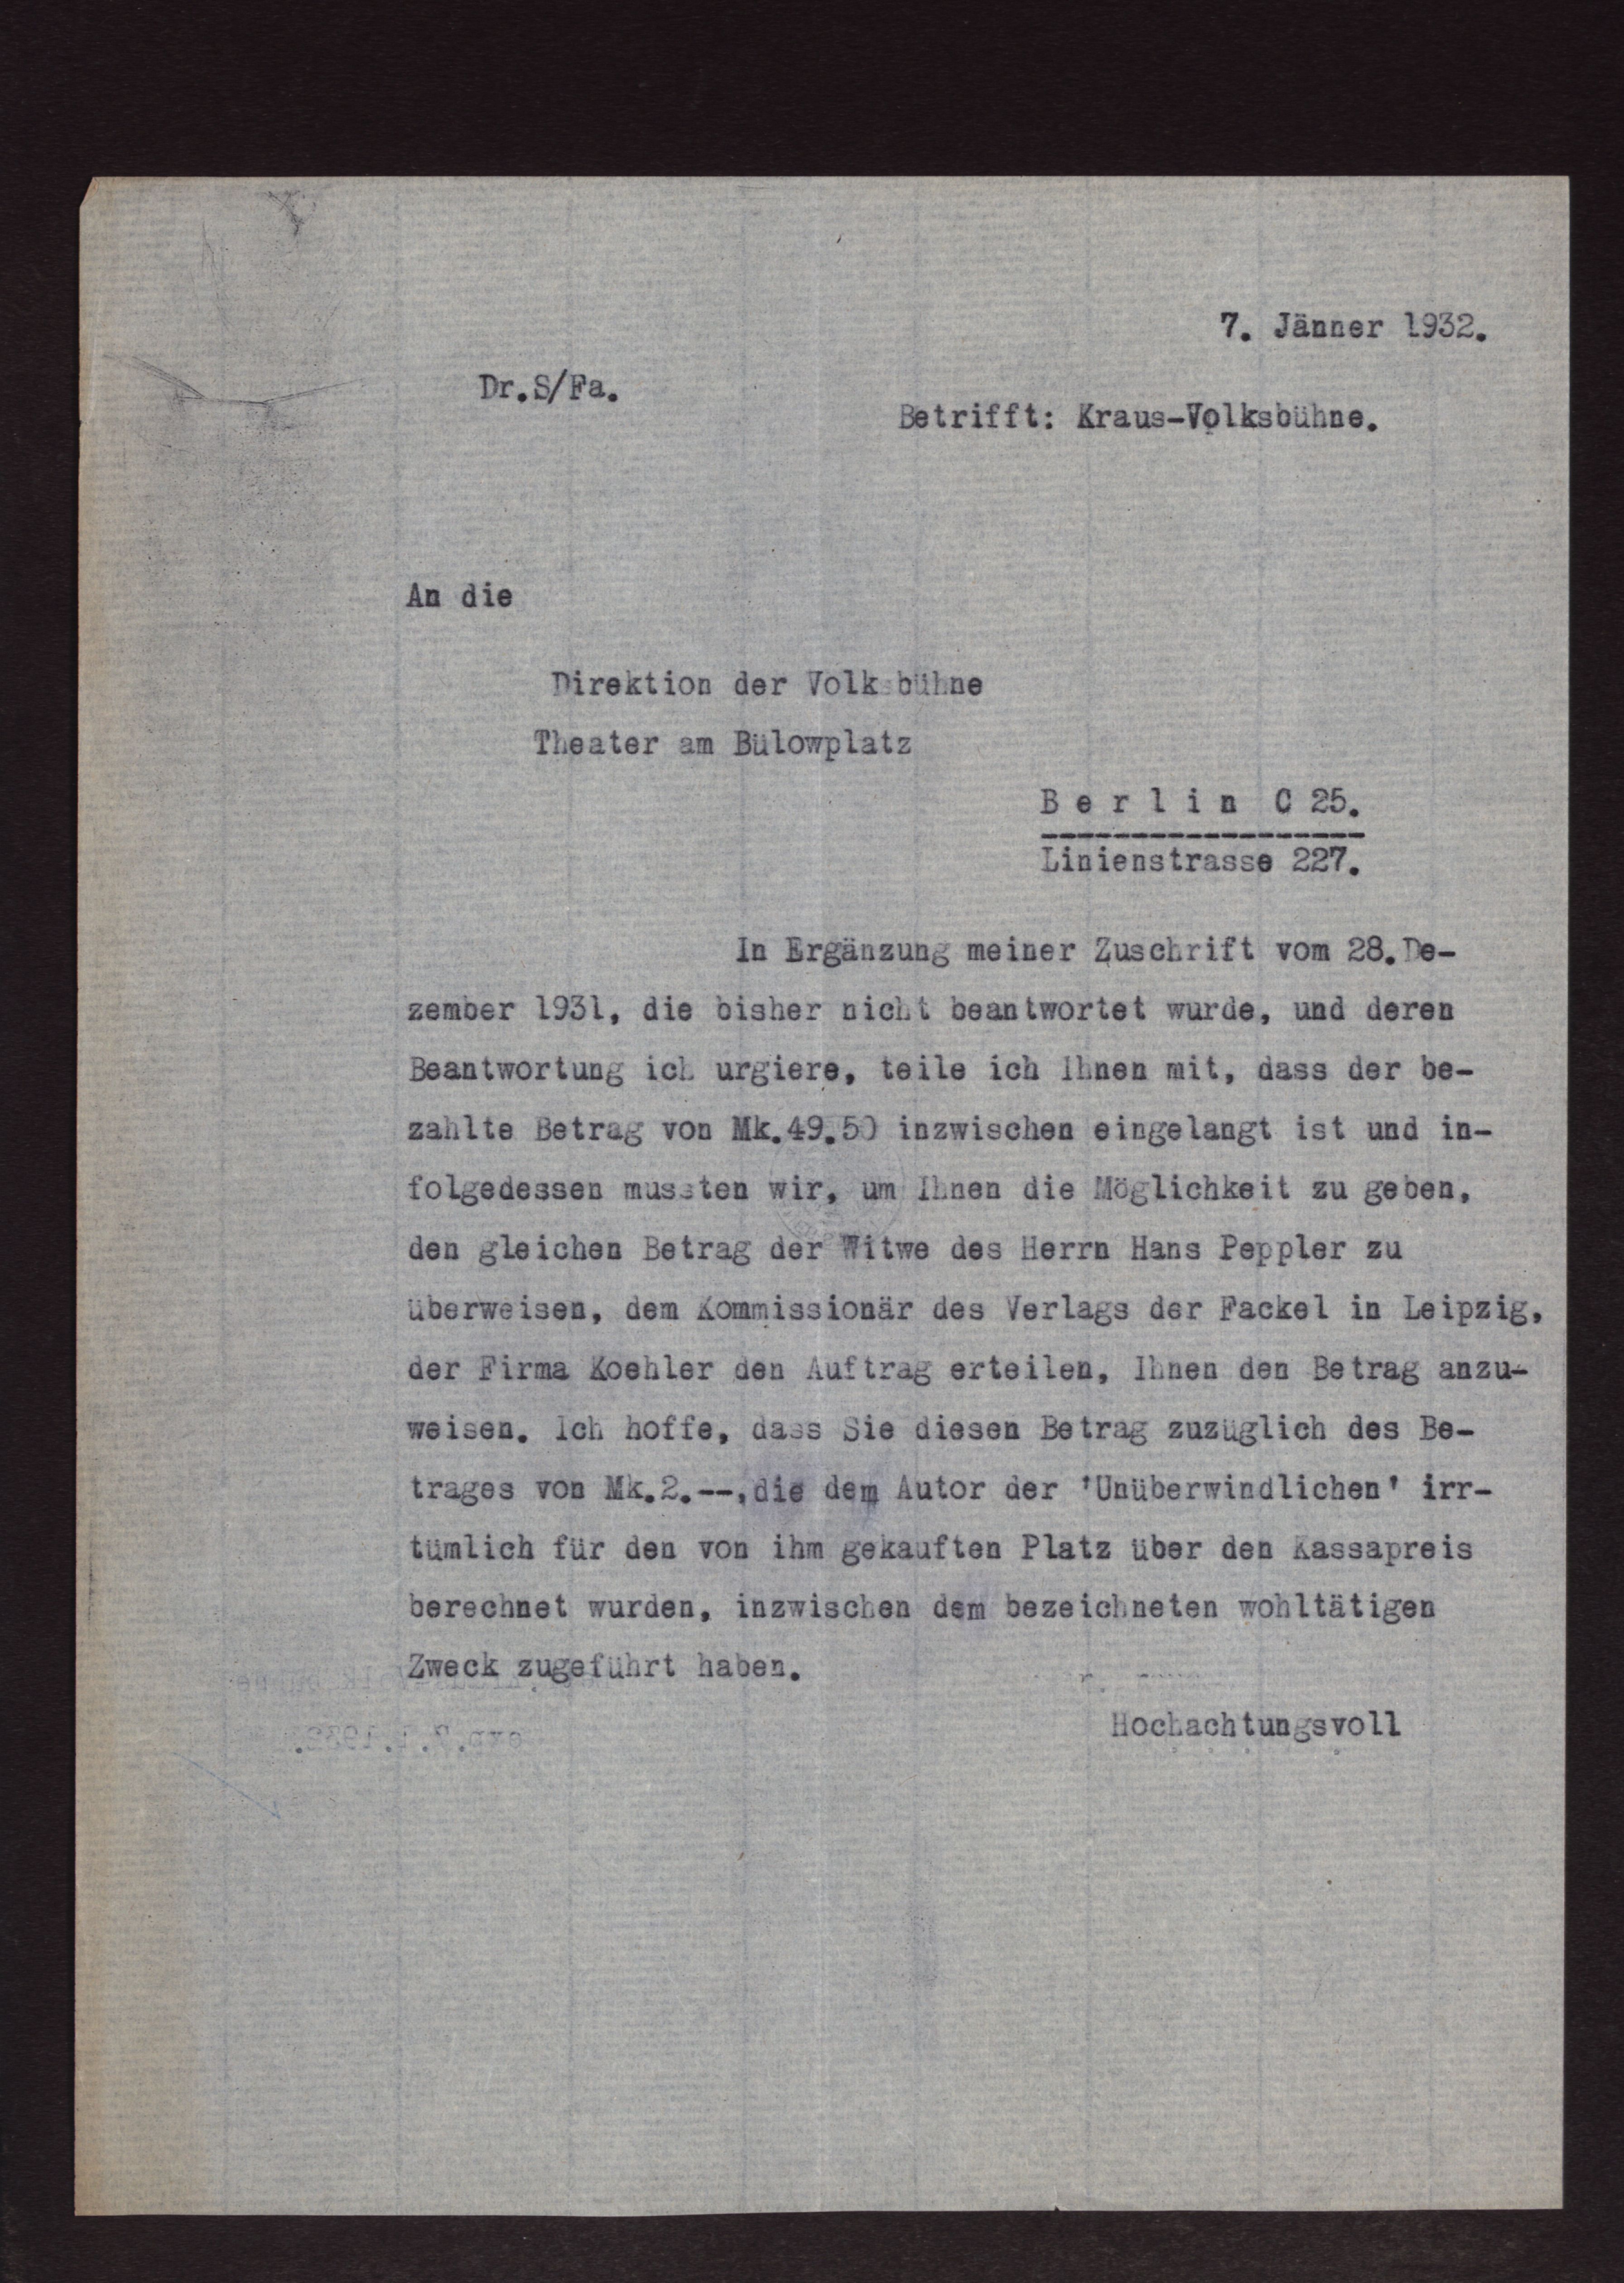 7. Jänner 1932.
Dr.S/Fa.
Betrifft: Kraus-Volksbühne.
An die
Direktion der Volksbühne
Theater am Bülowplatz
B e r l i n C 25.
Linienstrasse 227.
In Ergänzung meiner Zuschrift vom 28.De-
zember 1931, die bisher nicht beantwortet wurde, und deren
Beantwortung ich urgiere, teile ich Ihnen mit, dass der be-
zahlte Betrag von Mk.49.50 inzwischen eingelangt ist und in-
folgedessen mussten wir, um Ihnen die Möglichkeit zu geben,
den gleichen Betrag der Witwe des Herrn Hans Peppler zu
überweisen, dem Kommissionär des Verlags der Fackel in Leipzig,
der Firma Koehler den Auftrag erteilen, Ihnen den Betrag anzu-
weisen. Ich hoffe, dass Sie diesen Betrag zuzüglich des Be-
trages von Mk.2.--,die dem Autor der 'Unüberwindlichen' irr-
tümlich für den von ihm gekauften Platz über den Kassapreis
berechnet wurden, inzwischen dem bezeichneten wohltätigen
Zweck zugeführt haben.
Hochachtungsvoll